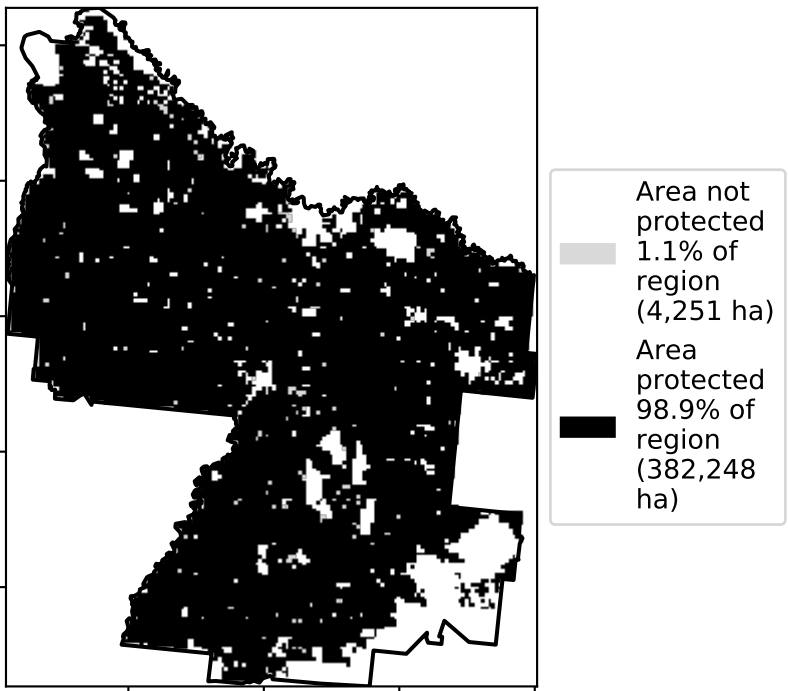 Area not
protected
1.1% of
region
(4,251 ha)
Area
protected
98.9% of
region
(382,248
ha)